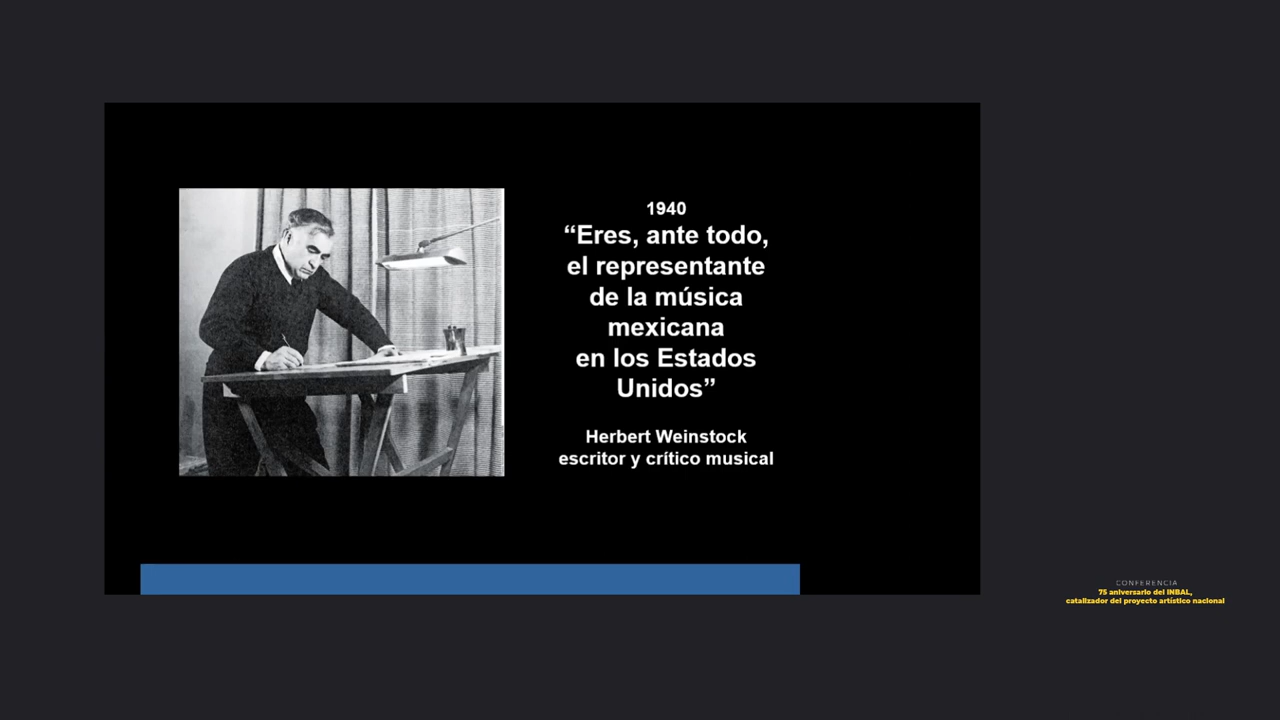 1940
“Eres, ante todo,
el representante
de la música
mexicana
en los Estados
Unidos”
Herbert Weinstock
escritor y crítico musical
CONFERENCIA
75 aniversario del INBAL,
catalizador del proyecto artístico nacional